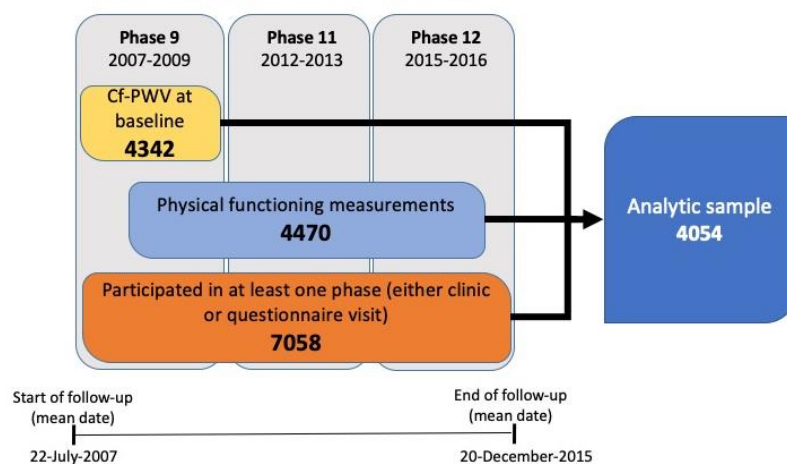 Phase 9
2007-2009
Phase 11
2012-2013
Phase 12
2015-2016
Cf-PWV at
baseline
4342
Physical functioning measurements
4470
Participated in at least one phase (either clinic
or questionnaire visit)
7058
Analytic sample
4054
Start of follow-up
(mean date)
22-July-2007
End of follow-up
(mean date)
20-December-2015